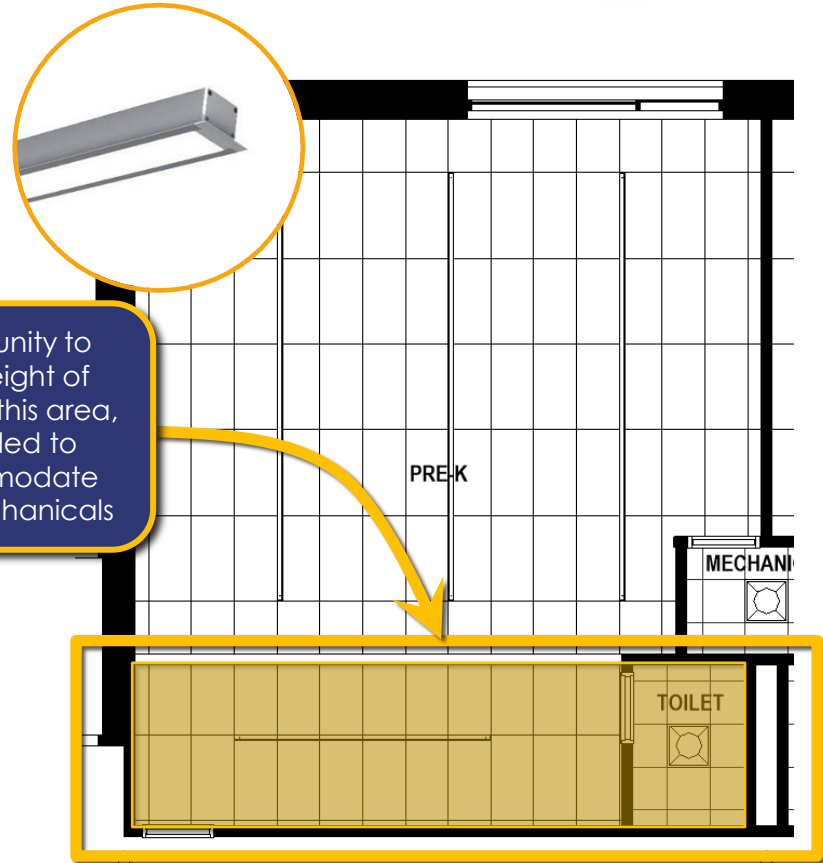 unity to
eight of
this area,
led to
modate
hanicals
PRE-K
MECHANI
TOILET